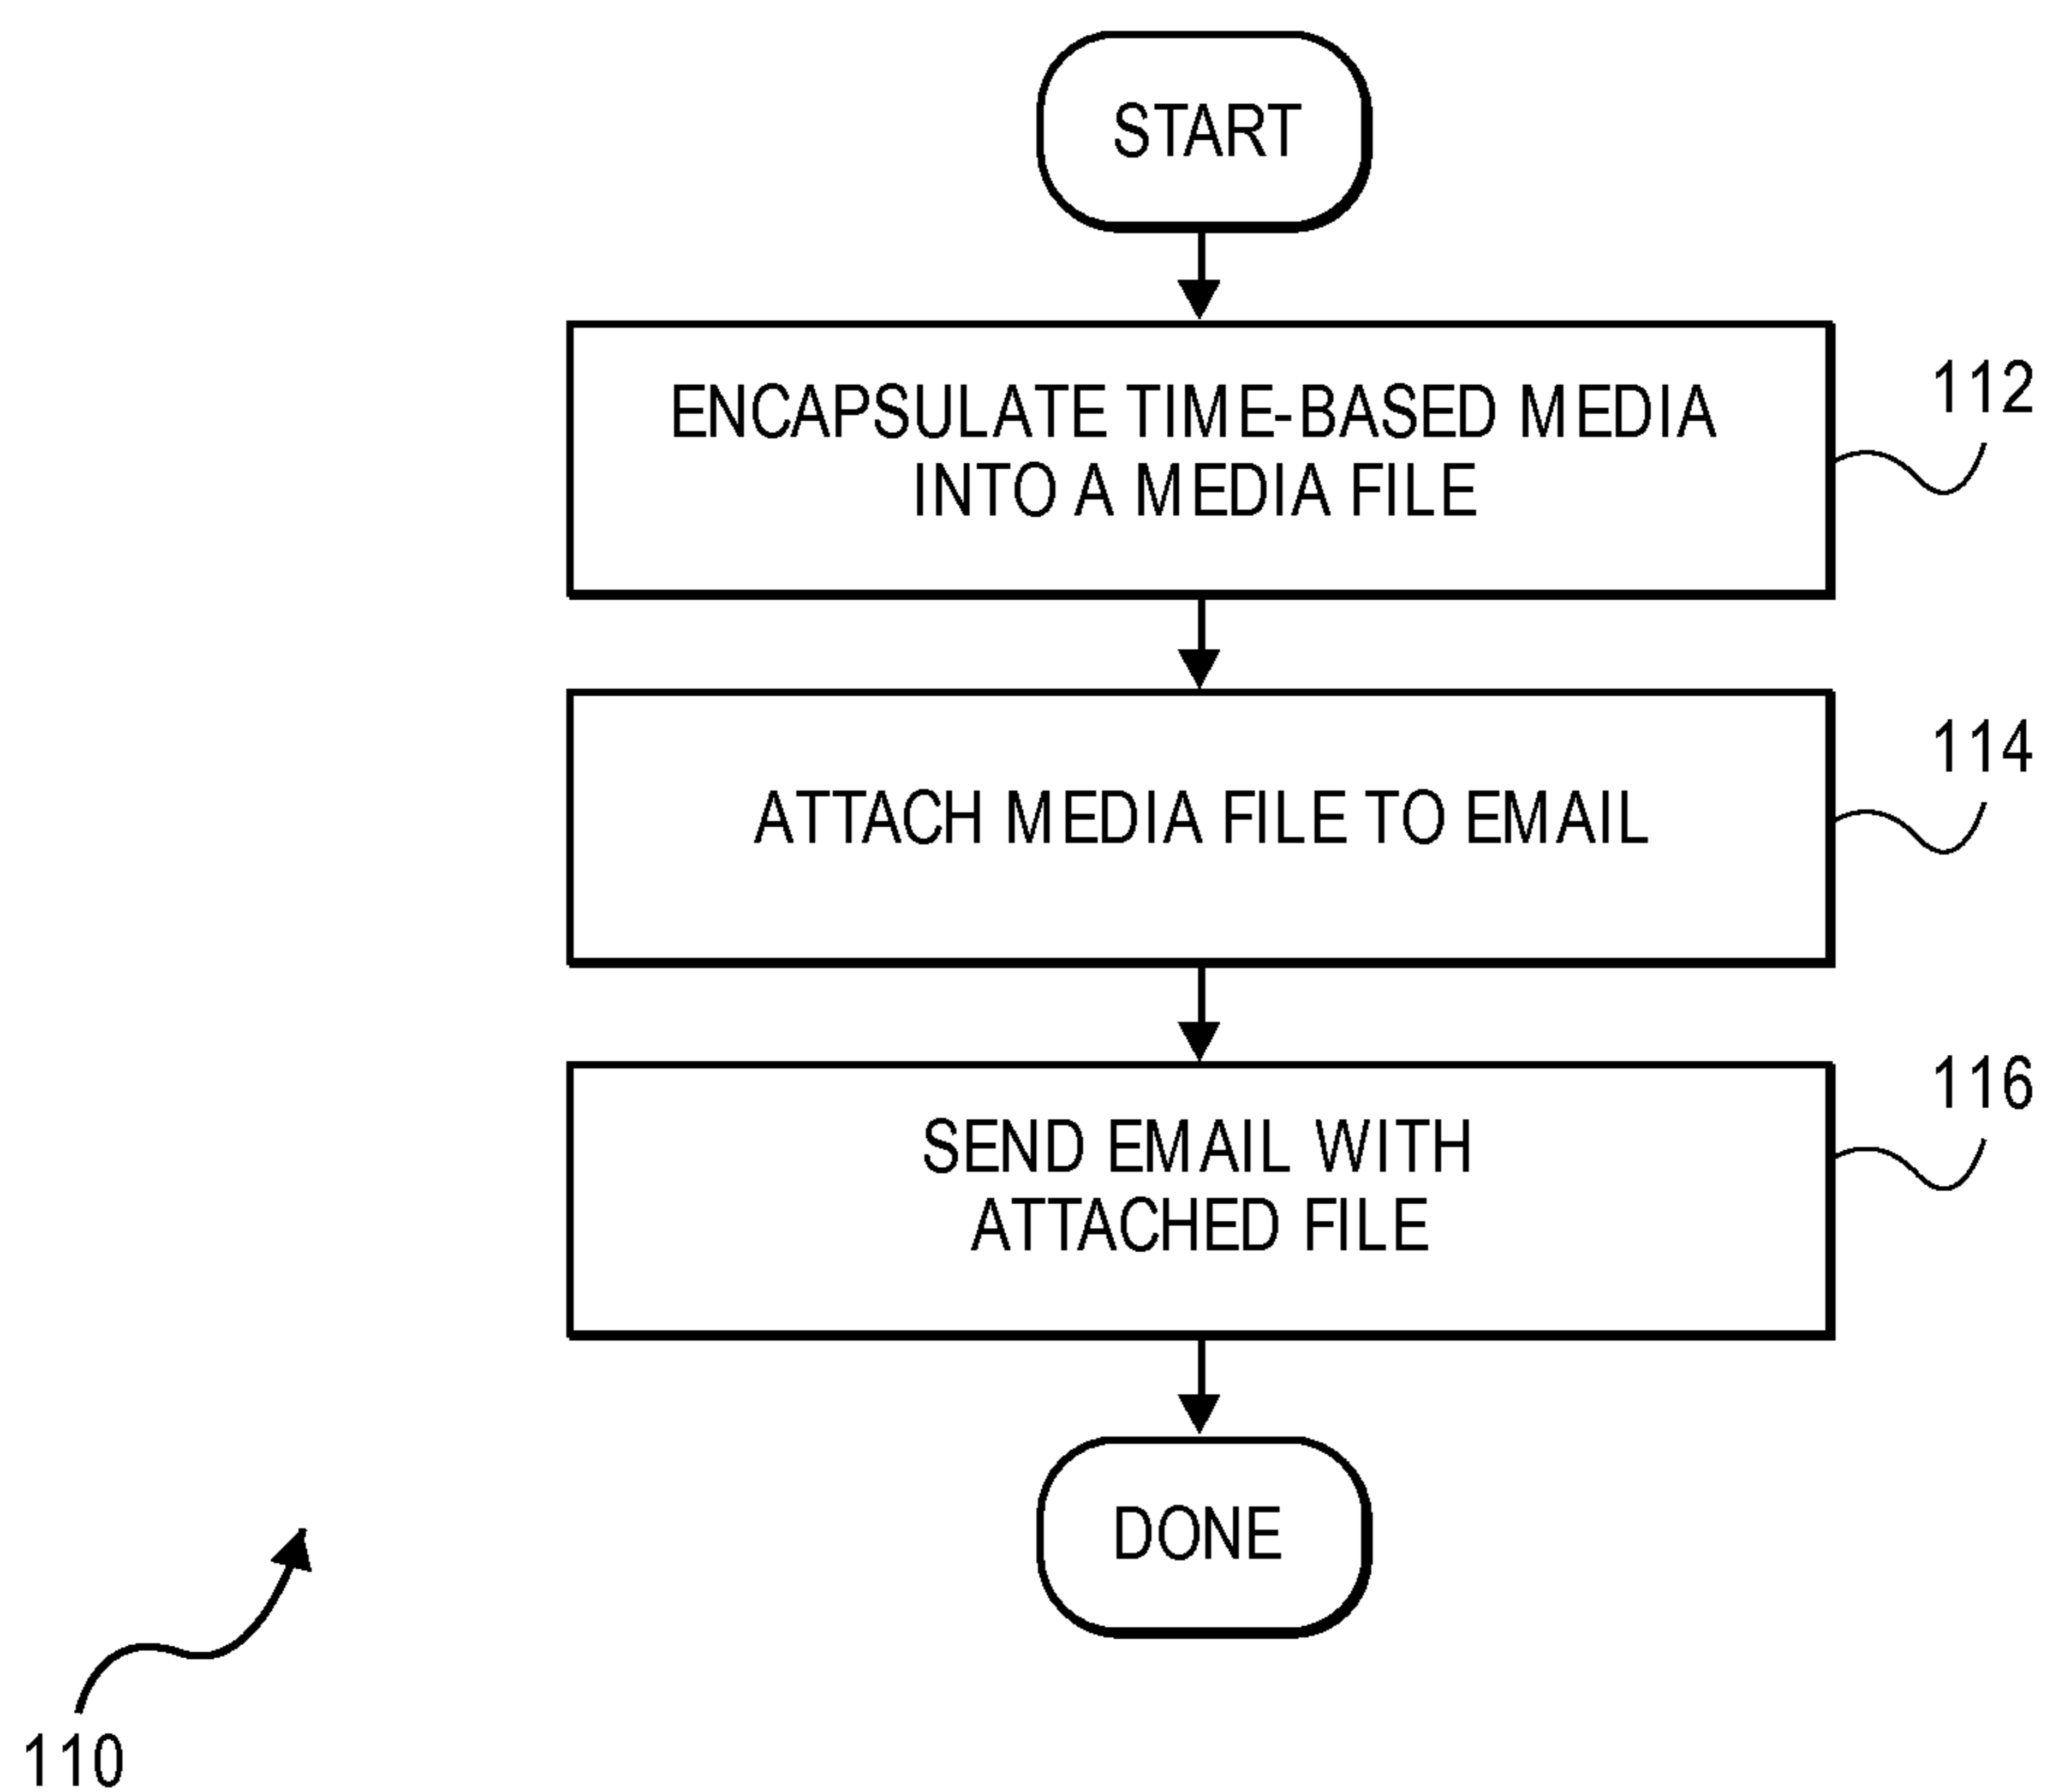 START
ENCAPSULATE TIME-BASED MEDIA
INTO A MEDIA FILE
112
ATTACH MEDIA FILE TO EMAIL
114
SEND EMAIL WITH
ATTACHED FILE
116
DONE
110